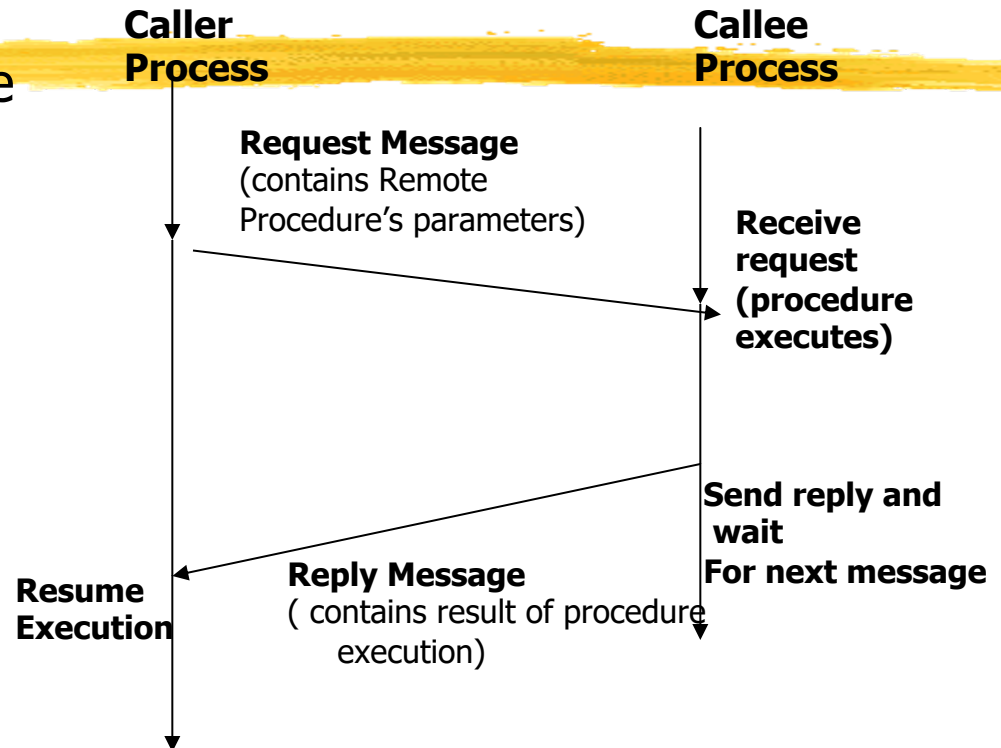 Caller
Process
Callee
Process
e
Request Message
(contains Remote
Procedure’s parameters)
Receive
request
(procedure
executes)
Send reply and
wait
For next message
Reply Message
( contains result of procedure
execution)
Resume
Execution